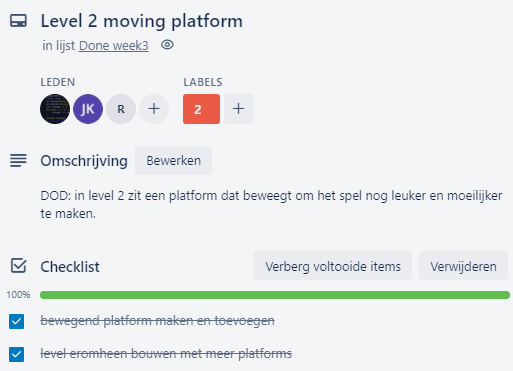 Level 2 moving platform
in lijst Done week3
LEDEN LABELS
JK R + 2 +
Omschrijving Bewerken
DOD: in level 2 zit een platform dat beweegt om het spel nog leuker en moeilijker
te maken.
Checklist Verberg voltooide items Verwijderen
100%
bewegend platform maken en toevoegen
level eromheen bouwen met meer platforms